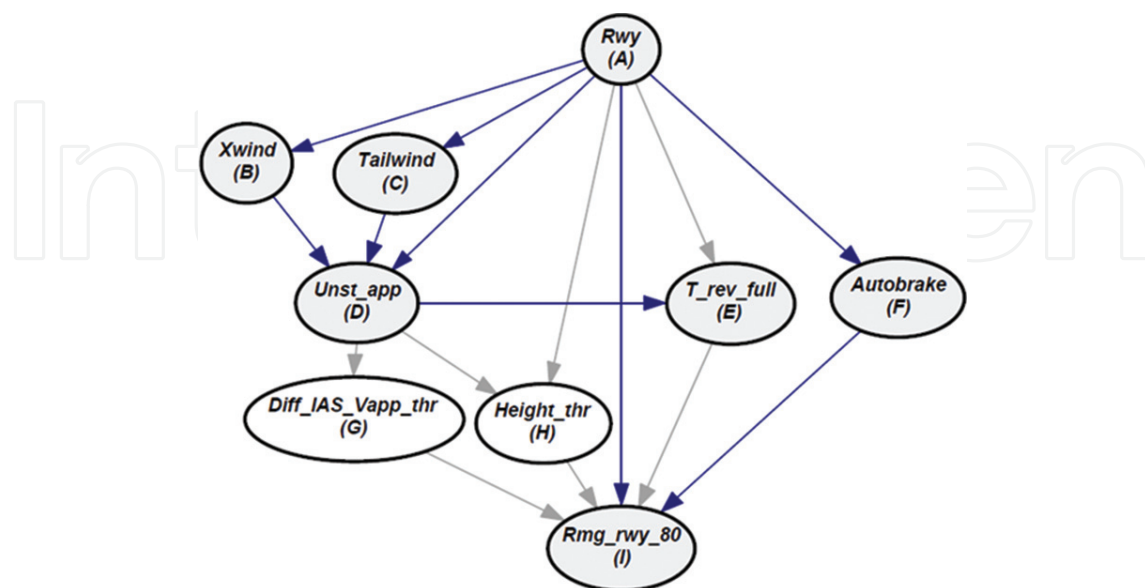 Rwy
(A)
Xwind
(B)
Tailwind
(C)
Unst_app
(D)
T_rev_full
(E)
Autobrake
(F)
Diff_IAS_Vapp_thr
(G)
Height_thr
(H)
Rmg_rwy_80
(I)